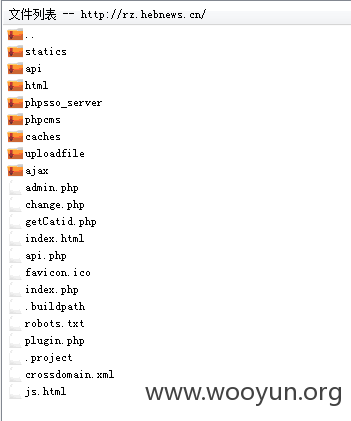 文件列表 -- http://rz.hebnews.cn/
..
statics
api
html
phpsso_server
phpcms
caches
uploadfile
ajax
admin.php
change.php
getCatid.php
index.html
api.php
favicon.ico
index.php
.buildpath
robots.txt
plugin.php
.project
crossdomain.xml
js.html
www.wooyun.org